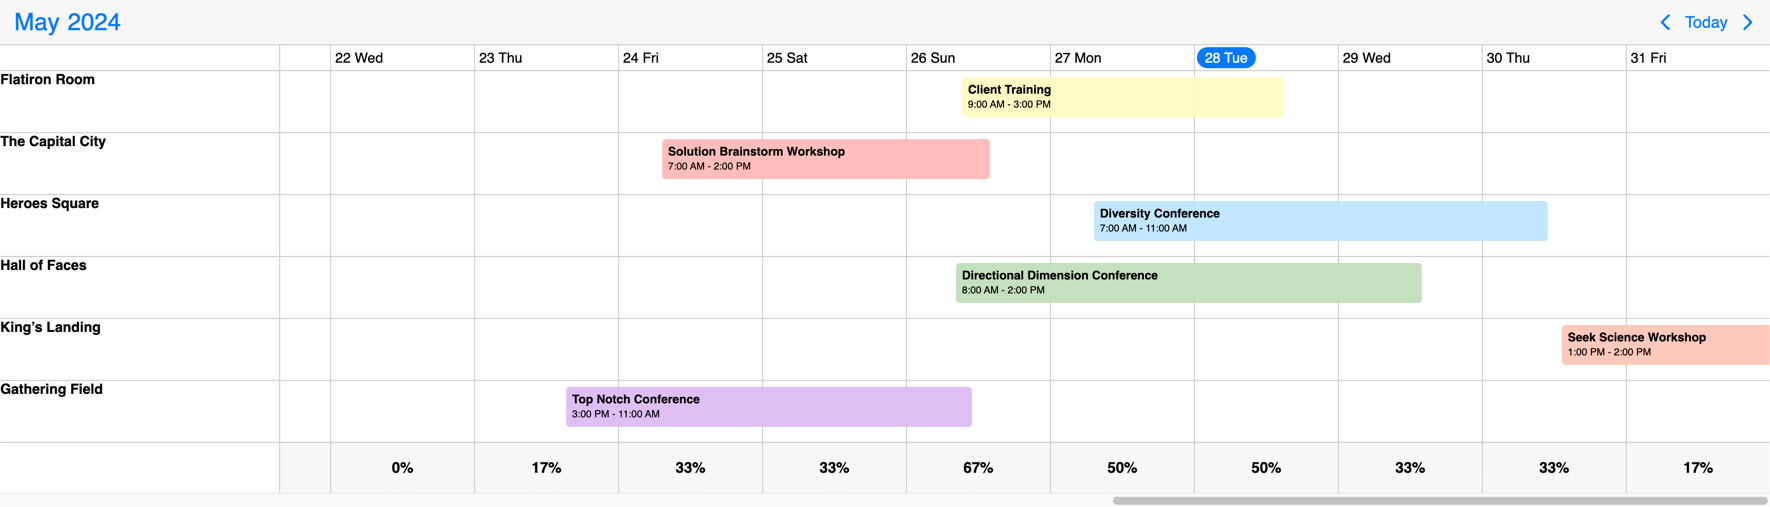 May 2024
Today
22 Wed
23 Thu
24 Fri
25 Sat
26 Sun
27 Mon
28 Tue
29 Wed
30 Thu
31 Fri
Flatiron Room
Client Training
9:00 AM - 3:00 PM
The Capital City
Solution Brainstorm Workshop
7:00 AM - 2:00 PM
Heroes Square
Diversity Conference
7:00 AM - 11:00 AM
Hall of Faces
Directional Dimension Conference
8:00 AM - 2:00 PM
King’s Landing
Seek Science Workshop
1:00 PM - 2:00 PM
Gathering Field
Top Notch Conference
3:00 PM - 11:00 AM
0%
17%
33%
33%
67%
50%
50%
33%
33%
17%